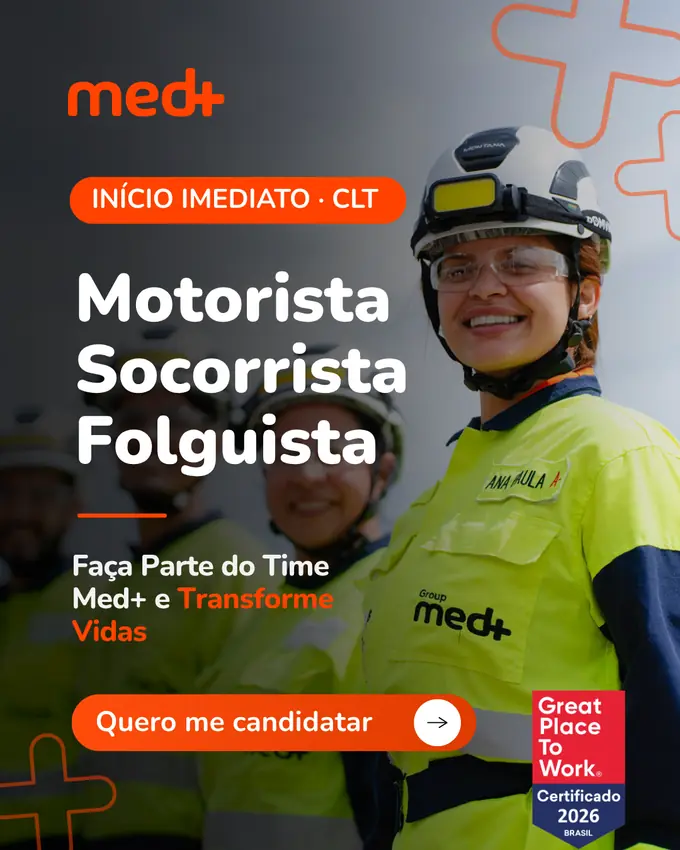 med+
INÍCIO IMEDIATO · CLT
MONTANA
Motorista
Socorrista
Folguista
ANA PAULA A+
Faça Parte do Time
Med+ e Transforme
Vidas
Group
med+
Quero me candidatar
Great
Place
To
Work®
Certificado
2026
BRASIL